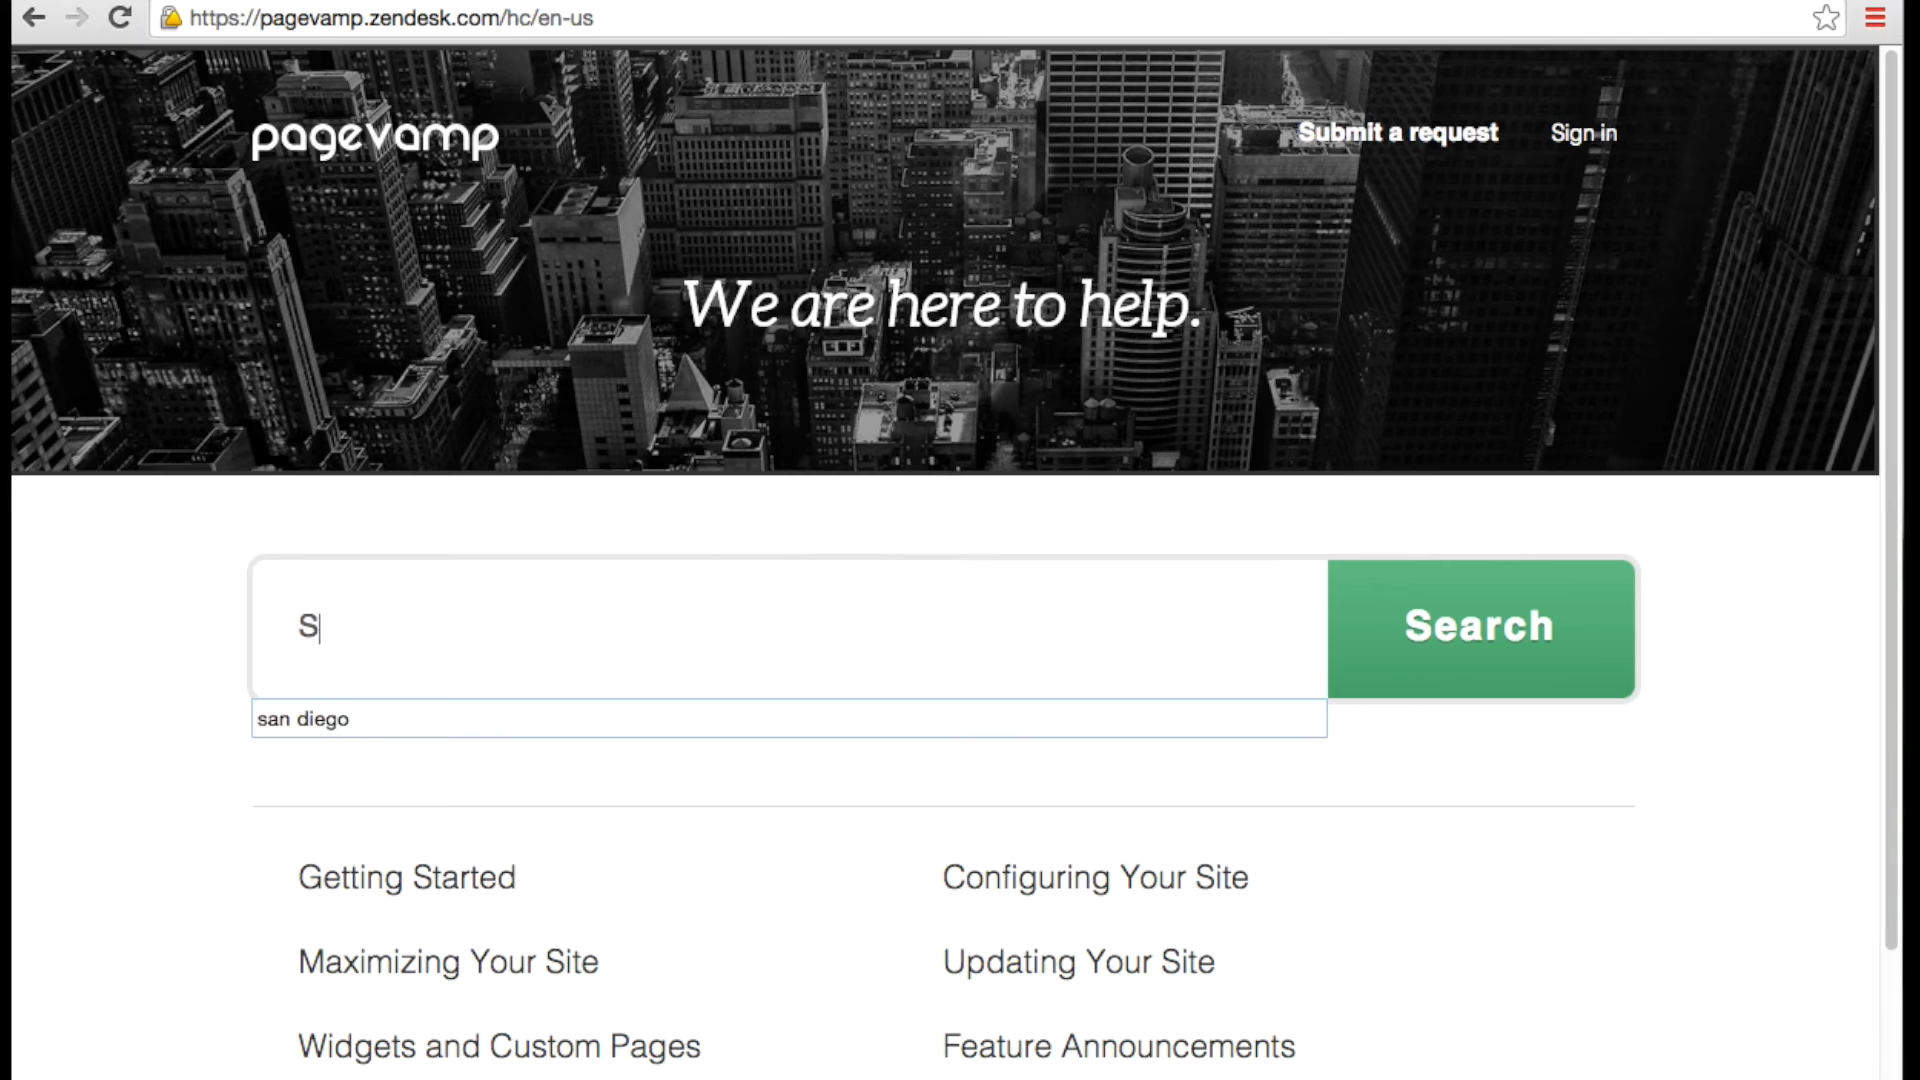 https://pagevamp.zendesk.com/hc/en-us
pagevamp
Submit a request
Sign in
We are here to help.
S
Search
san diego
Getting Started
Configuring Your Site
Maximizing Your Site
Updating Your Site
Widgets and Custom Pages
Feature Announcements